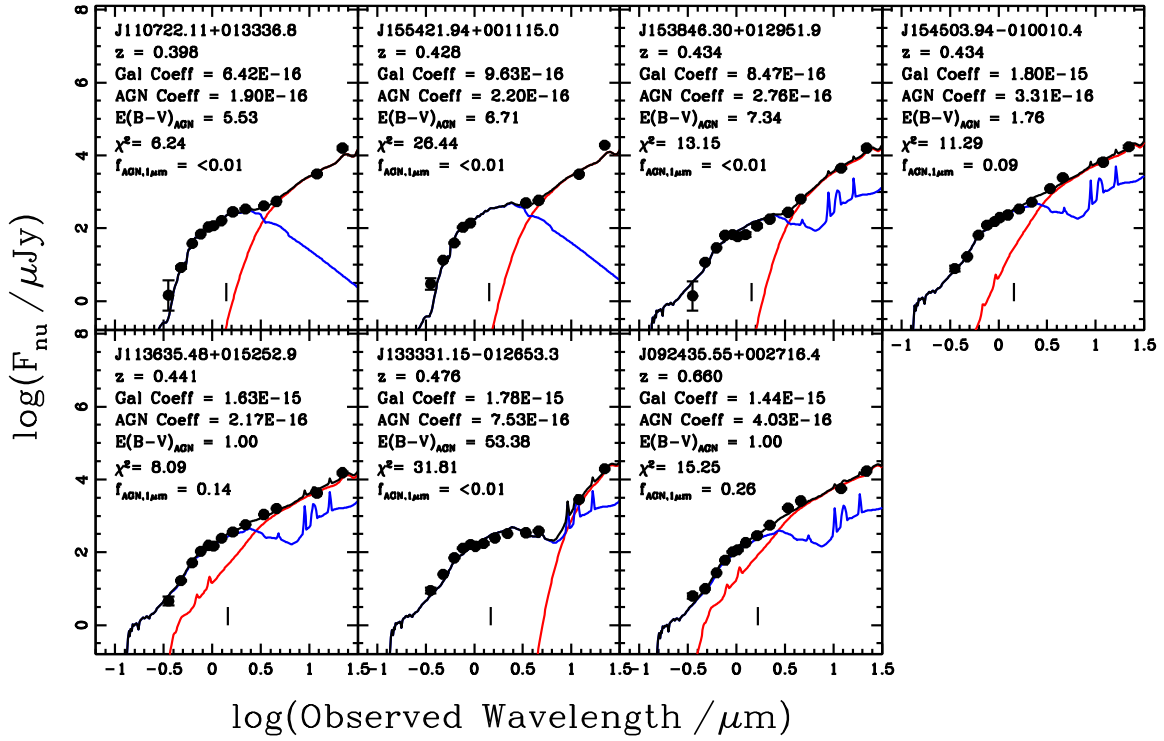 J110722.11+013336.8
z = 0.398
Gal Coeff = 6.42E-16
AGN Coeff = 1.90E-16
E(B-V)AGN = 5.53
χ²= 6.24
fAGN,1μm = <0.01
J155421.94+001115.0
z = 0.428
Gal Coeff = 9.63E-16
AGN Coeff = 2.20E-16
E(B-V)AGN = 6.71
χ²= 26.44
fAGN,1μm = <0.01
J153846.30+012951.9
z = 0.434
Gal Coeff = 8.47E-16
AGN Coeff = 2.76E-16
E(B-V)AGN = 7.34
χ²= 13.15
fAGN,1μm = <0.01
J154503.94-010010.4
z = 0.434
Gal Coeff = 1.80E-15
AGN Coeff = 3.31E-16
E(B-V)AGN = 1.76
χ²= 11.29
fAGN,1μm = 0.09
8
6
4
2
0
-1 -0.5 0 0.5 1 1.5
J113635.48+015252.9
z = 0.441
Gal Coeff = 1.63E-15
AGN Coeff = 2.17E-16
E(B-V)AGN = 1.00
χ²= 8.09
fAGN,1μm = 0.14
J133331.15-012653.3
z = 0.476
Gal Coeff = 1.78E-15
AGN Coeff = 7.53E-16
E(B-V)AGN = 53.38
χ²= 31.81
fAGN,1μm = <0.01
J092435.55+002716.4
z = 0.660
Gal Coeff = 1.44E-15
AGN Coeff = 4.03E-16
E(B-V)AGN = 1.00
χ²= 15.25
fAGN,1μm = 0.26
8
6
4
2
0
-1 -0.5 0 0.5 1 1.5 -1 -0.5 0 0.5 1 1.5 -1 -0.5 0 0.5 1 1.5
log(Fnu/μJy)
log(Observed Wavelength /μm)